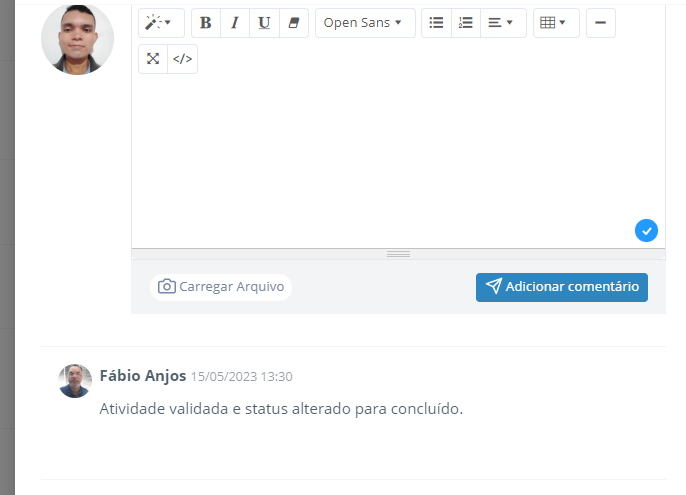 B I U Open Sans
</>
Carregar Arquivo Adicionar comentário
Fábio Anjos 15/05/2023 13:30
Atividade validada e status alterado para concluído.